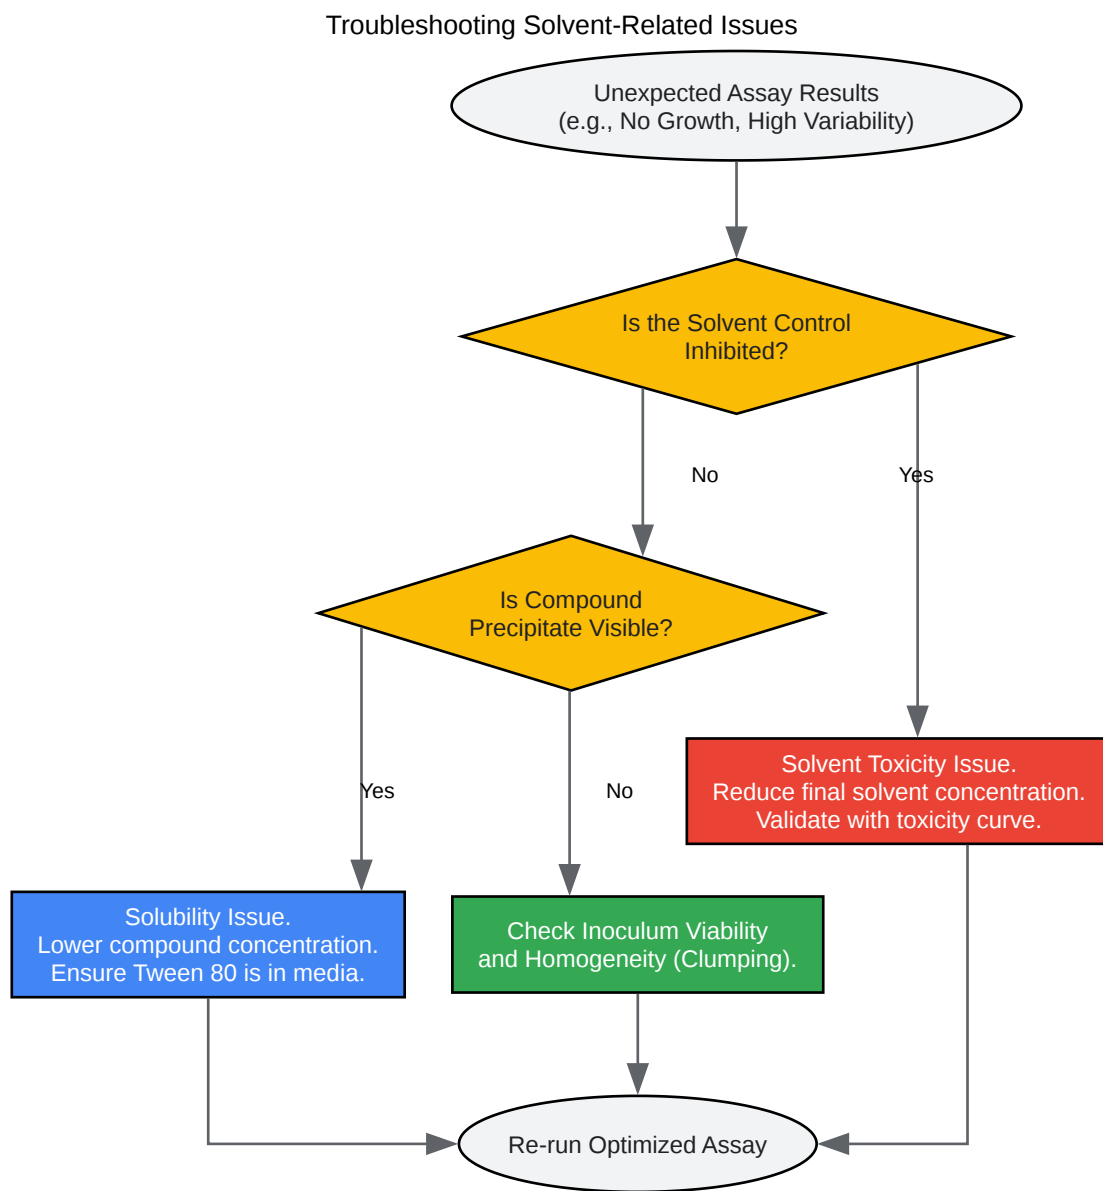 Troubleshooting Solvent-Related Issues
Unexpected Assay Results
(e.g., No Growth, High Variability)
Is the Solvent Control
Inhibited?
No
Yes
Is Compound
Precipitate Visible?
Yes
No
Solvent Toxicity Issue.
Reduce final solvent concentration.
Validate with toxicity curve.
Solubility Issue.
Lower compound concentration.
Ensure Tween 80 is in media.
Check Inoculum Viability
and Homogeneity (Clumping).
Re-run Optimized Assay